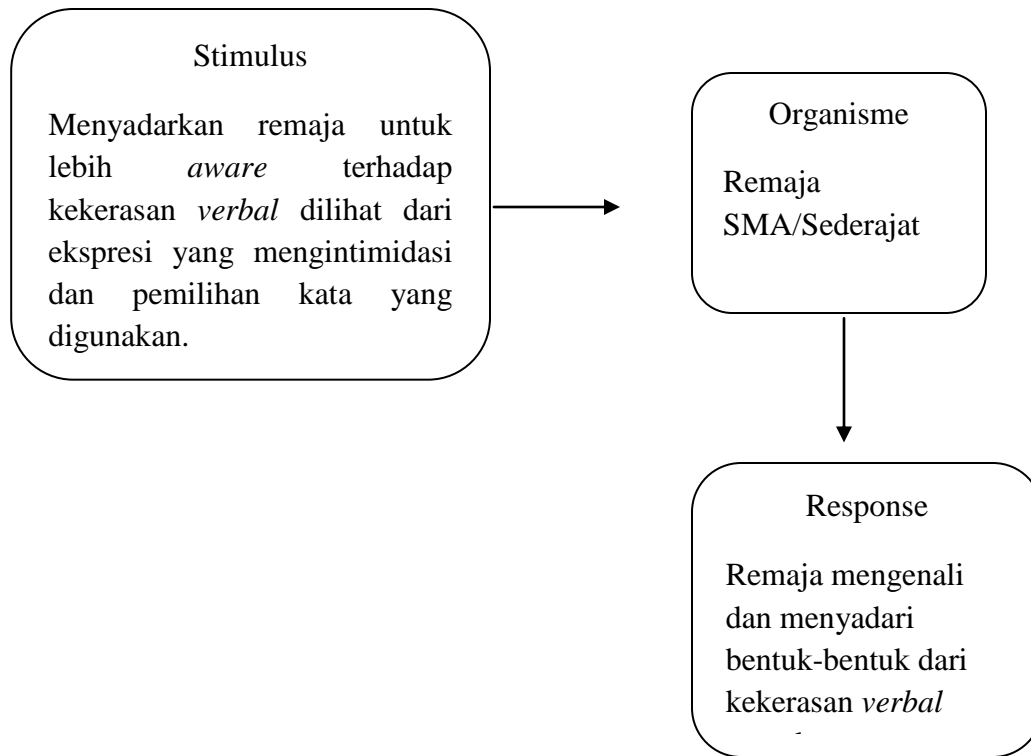 Stimulus
Menyadarkan remaja untuk
lebih aware terhadap
kekerasan verbal dilihat dari
ekspresi yang mengintimidasi
dan pemilihan kata yang
digunakan.
Organisme
Remaja
SMA/Sederajat
Response
Remaja mengenali
dan menyadari
bentuk-bentuk dari
kekerasan verbal